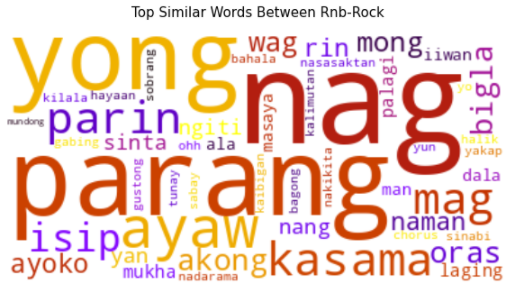 Top Similar Words Between Rnb-Rock
yong
nag
wag
rin
mong
iiwan
bigla
bahala
nasasaktan
palagi
sobrang
kilala
hayaan
kalimutan
yo
parin
ngiti
masaya
mundong
gabing
sinta
ohh
ala
yun
halik
yakap
parang
gustong
tunay
sabay
kaibigan
bagong
nakikita
man
mag
dala
isip
ayaw
nang
naman
chorus
sinabi
yan
akong
kasama
oras
ayoko
mukha
nadarama
laging